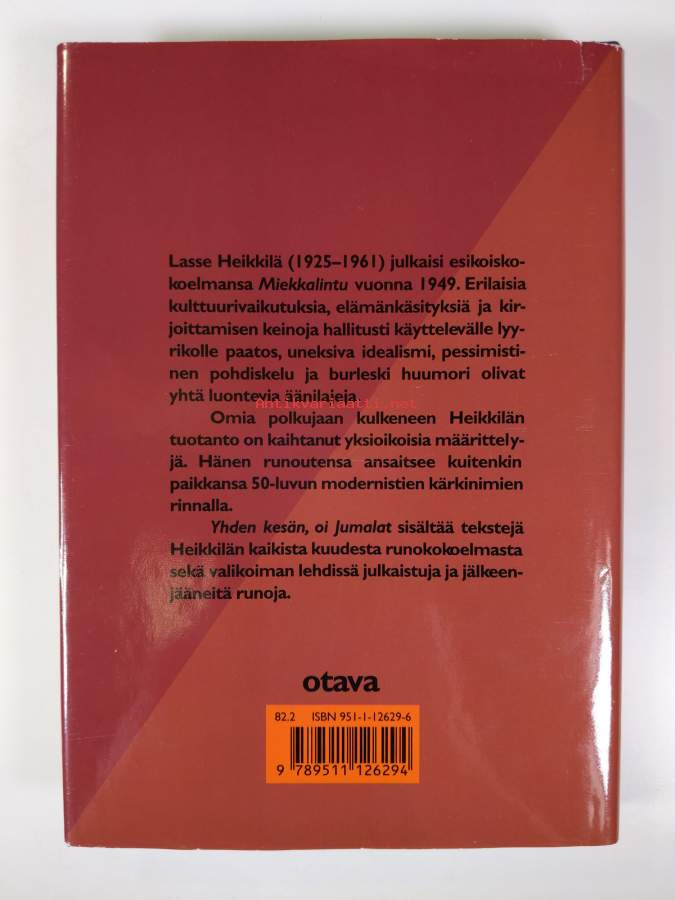 Lasse Heikkilä (1925–1961) julkaisi esikoisko-
koelmansa Miekkalintu vuonna 1949. Erilaisia
kulttuurivaikutuksia, elämänkäsityksiä ja kir-
joittamisen keinoja hallitusti käyttelevälle lyy-
rikolle paatos, uneksiva idealismi, pessimisti-
nen pohdiskelu ja burleski huumori olivat
yhtä luontevia äänilajeja.
Antikvariaatti.net
Omia polkujaan kulkeneen Heikkilän
tuotanto on kaihtanut yksioikoisia määrittely-
jä. Hänen runoutensa ansaitsee kuitenkin
paikkansa 50-luvun modernistien kärkinimien
rinnalla.
Yhden kesän, oi Jumalat sisältää tekstejä
Heikkilän kaikista kuudesta runokokoelmasta
sekä valikoiman lehdissä julkaistuja ja jälkeen-
jääneitä runoja.
otava
82.2 ISBN 951-1-12629-6
9 789511 126294